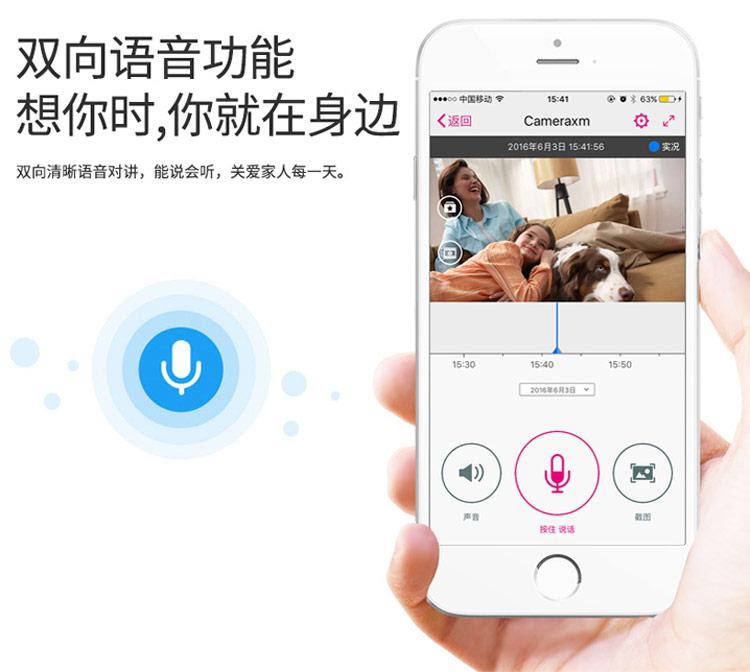 双向语音功能
想你时,你就在身边
双向清晰语音对讲，能说会听，关爱家人每一天。
中国移动 15:41 63%
返回 Cameraxm
2016年6月3日 15:41:56 实况
15:30 15:40 15:50
2016年6月3日
声音 按住 说话 截图